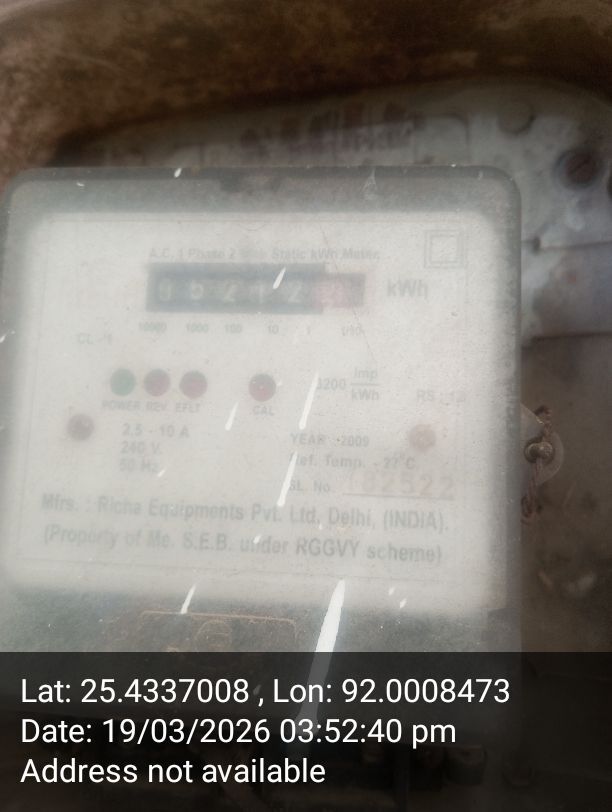 A.C. 1 Phase 2 Wire Static kWh Meter
kWh
10000 1000 100 10 1 1/10
CL
POWER REV EFLT CAL
3200 imp
kWh
2.5 - 10 A
240 V.
50 Hz
YEAR -2009
Ref. Temp. - 27°C
SL. No. 182522
Mfrs. : Richa Equipments Pvt. Ltd. Delhi, (INDIA).
(Property of Me. S.E.B. under RGGVY scheme)
Lat: 25.4337008 , Lon: 92.0008473
Date: 19/03/2026 03:52:40 pm
Address not available